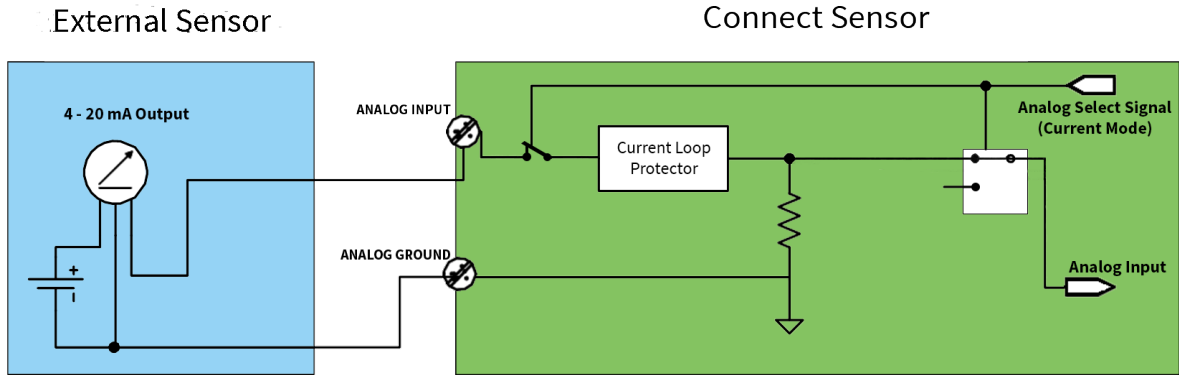 External Sensor
Connect Sensor
4 - 20 mA Output
ANALOG INPUT
Analog Select Signal
(Current Mode)
Current Loop
Protector
ANALOG GROUND
Analog Input
+
-